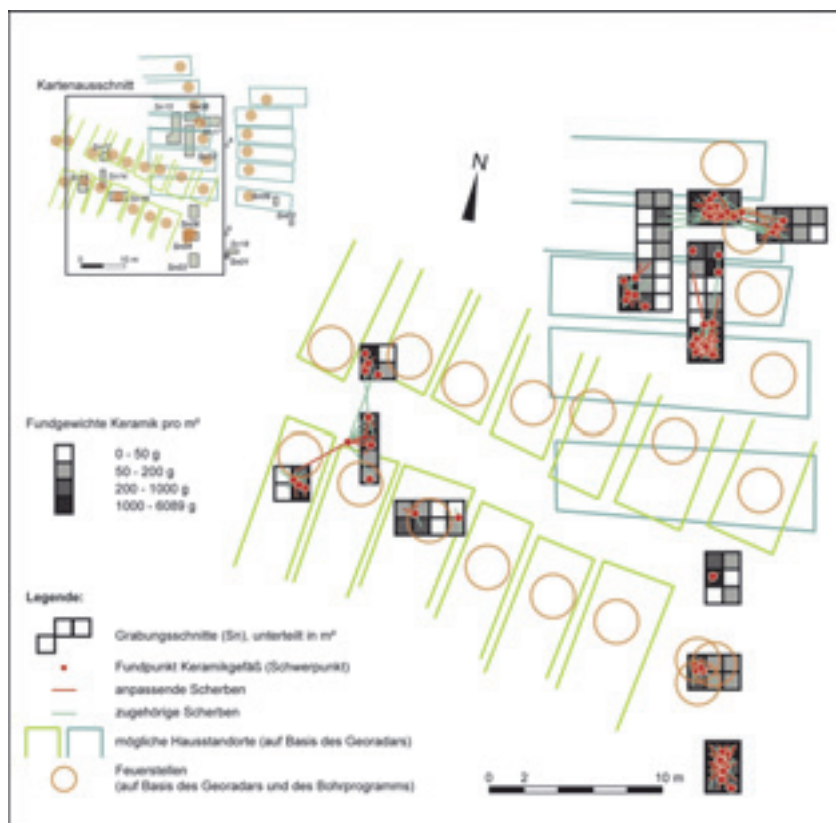 Kartenausschnitt
0 10 m
N
Fundgewichte Keramik pro m²
0 - 50 g
50 - 200 g
200 - 1000 g
1000 - 6089 g
Legende:
Grabungsschnitte (Sn), unterteilt in m²
Fundpunkt Keramikgefäß (Schwerpunkt)
anpassende Scherben
zugehörige Scherben
mögliche Hausstandorte (auf Basis des Georadars)
Feuerstellen
(auf Basis des Georadars und des Bohrprogramms)
0 2 10 m